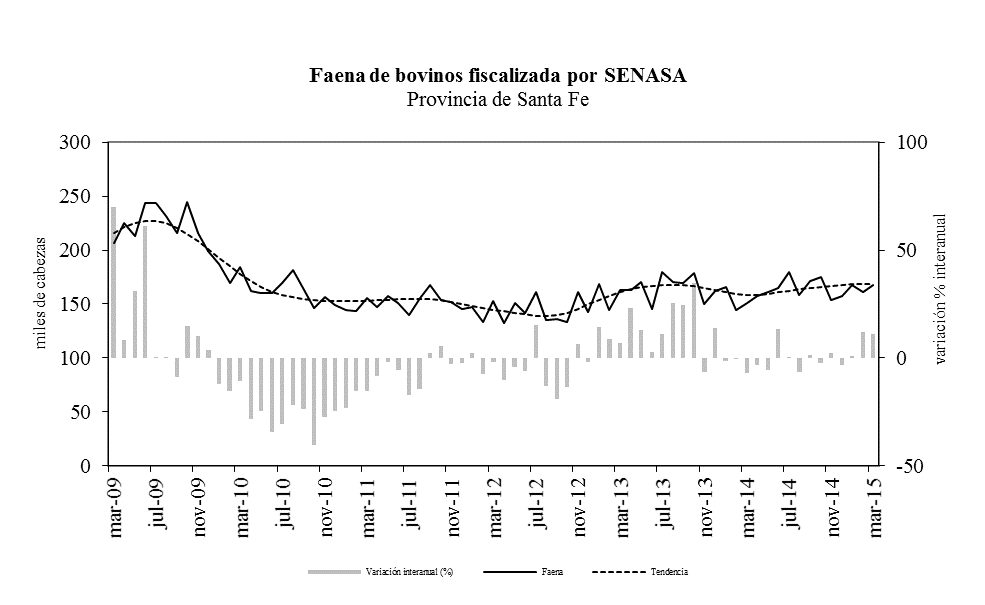 Faena de bovinos fiscalizada por SENASA
Provincia de Santa Fe
miles de cabezas
300
250
200
150
100
50
0
100
50
0
-50
variación % interanual
mar-09
jul-09
nov-09
mar-10
jul-10
nov-10
mar-11
jul-11
nov-11
mar-12
jul-12
nov-12
mar-13
jul-13
nov-13
mar-14
jul-14
nov-14
mar-15
Variación interanual (%)
Faena
Tendencia